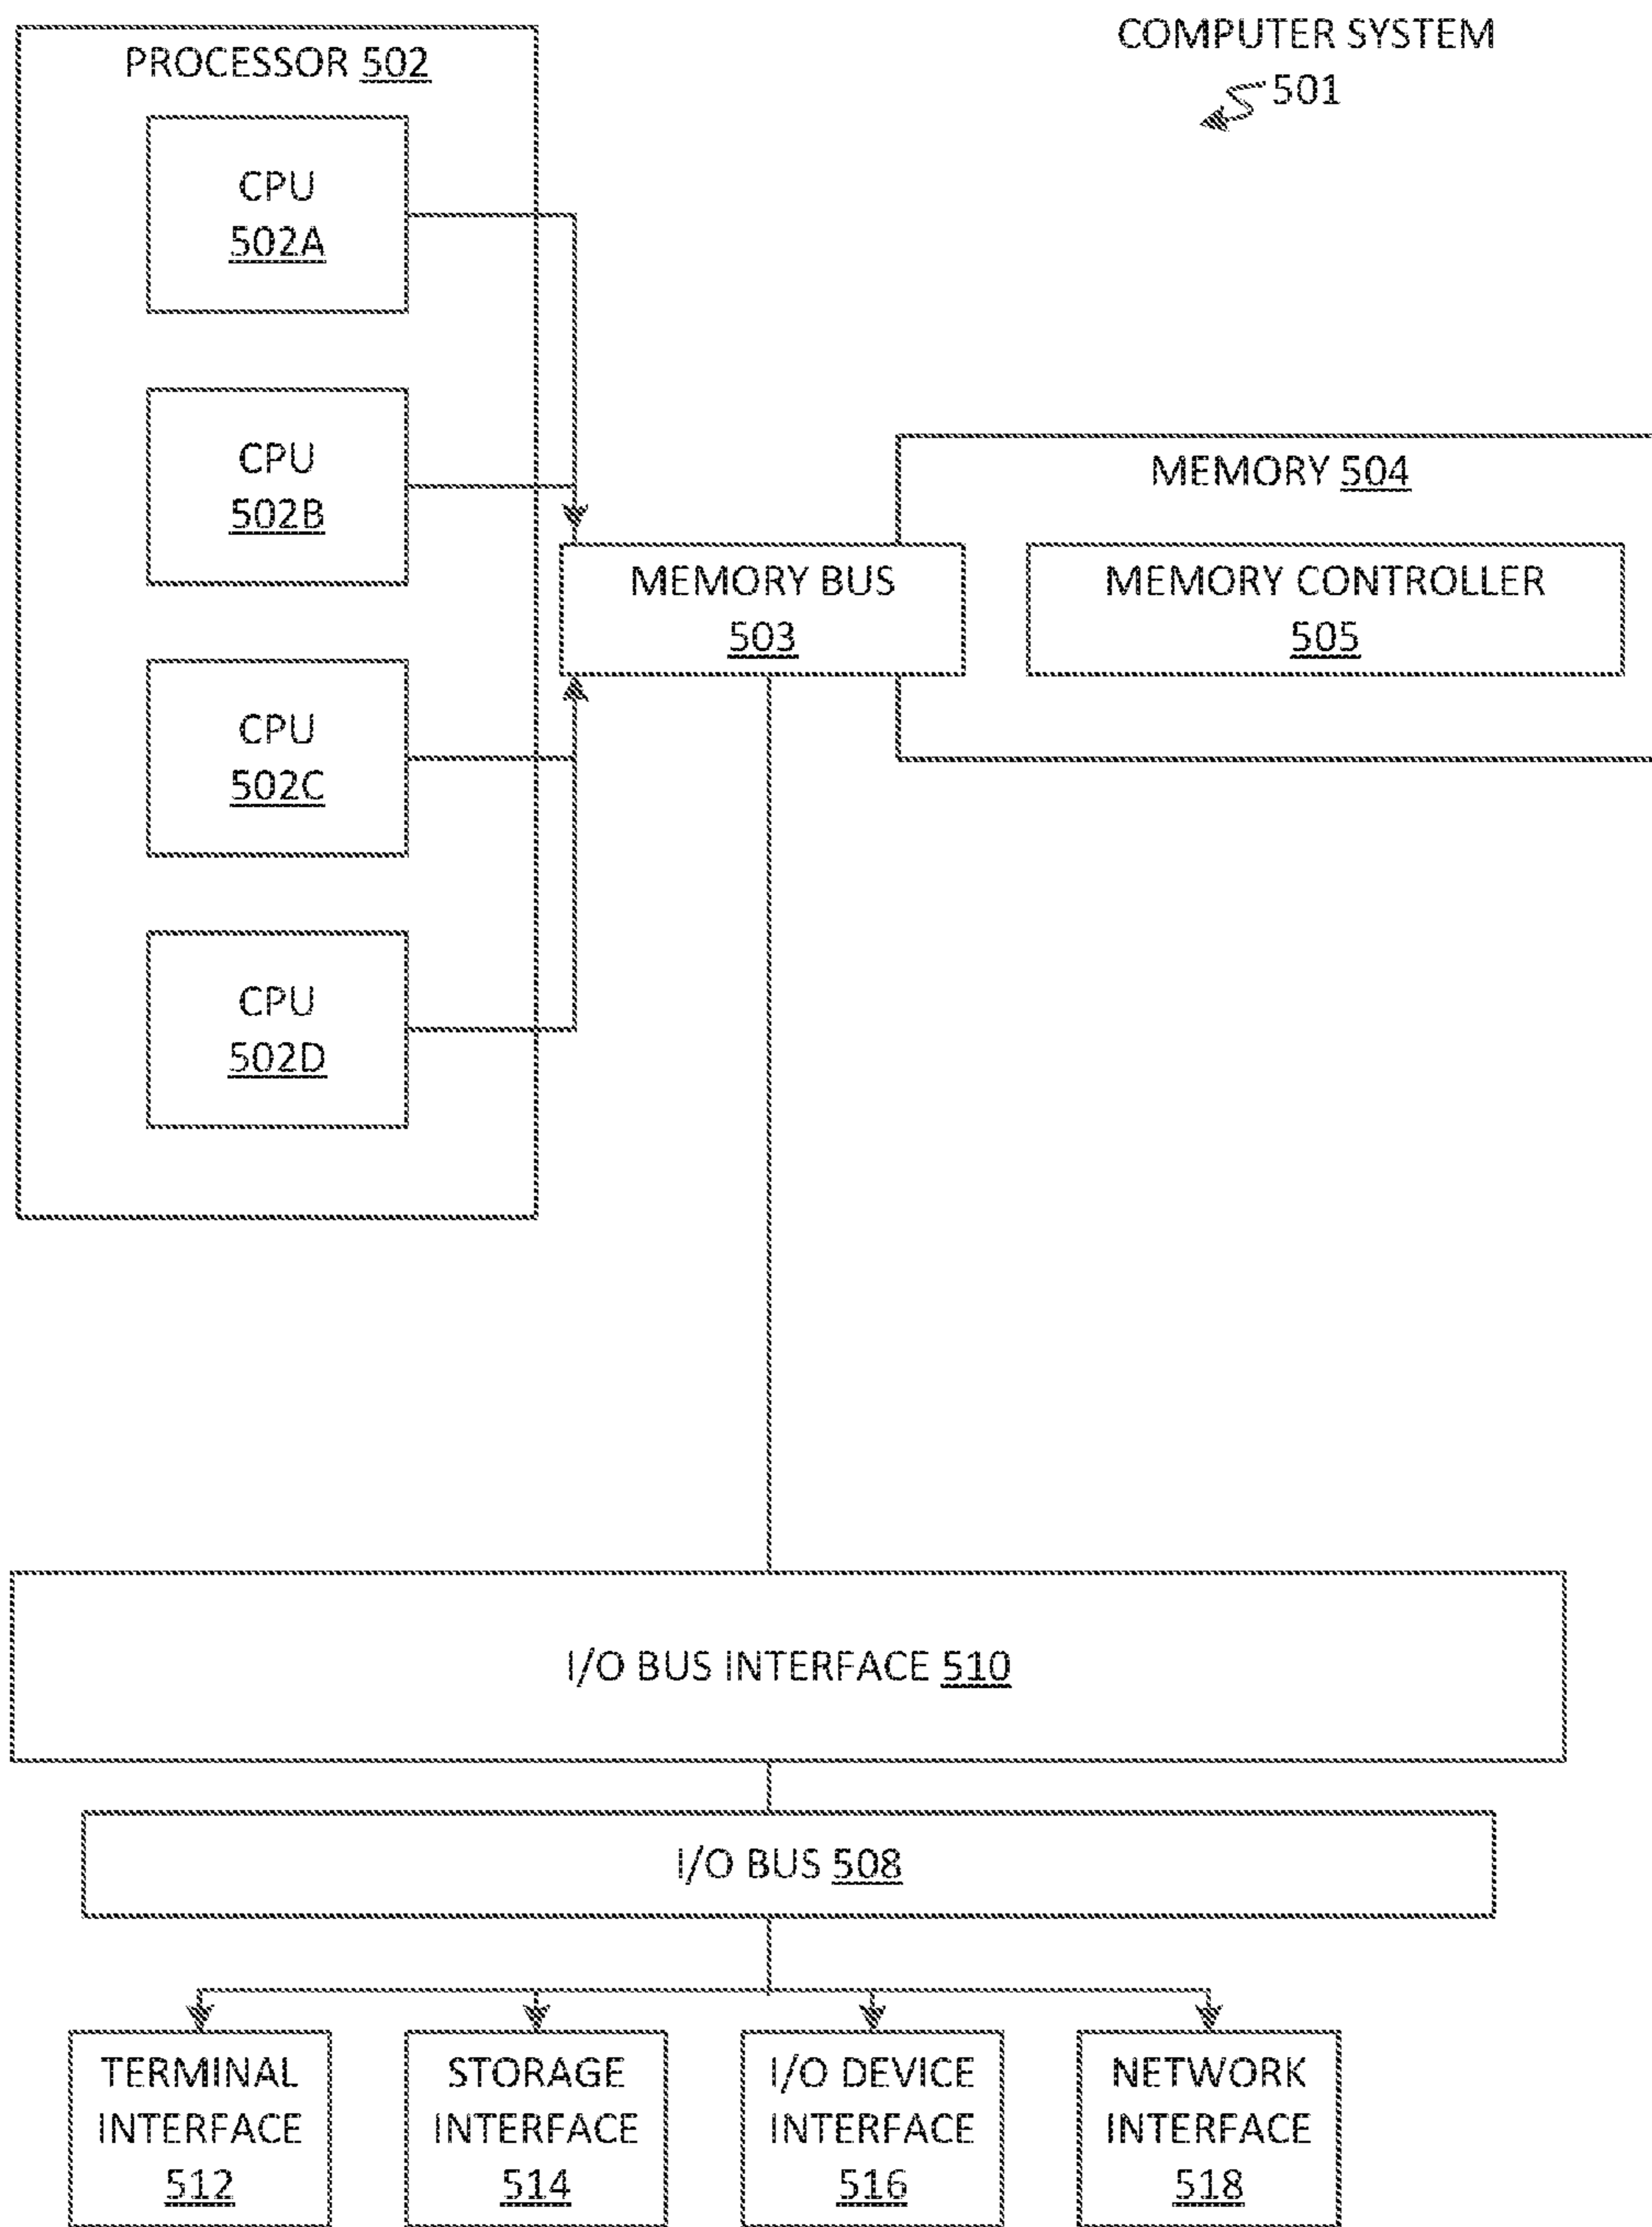 COMPUTER SYSTEM
501
PROCESSOR 502
CPU
502A
CPU
502B
CPU
502C
CPU
502D
MEMORY BUS
503
MEMORY 504
MEMORY CONTROLLER
505
I/O BUS INTERFACE 510
I/O BUS 508
TERMINAL
INTERFACE
512
STORAGE
INTERFACE
514
I/O DEVICE
INTERFACE
516
NETWORK
INTERFACE
518